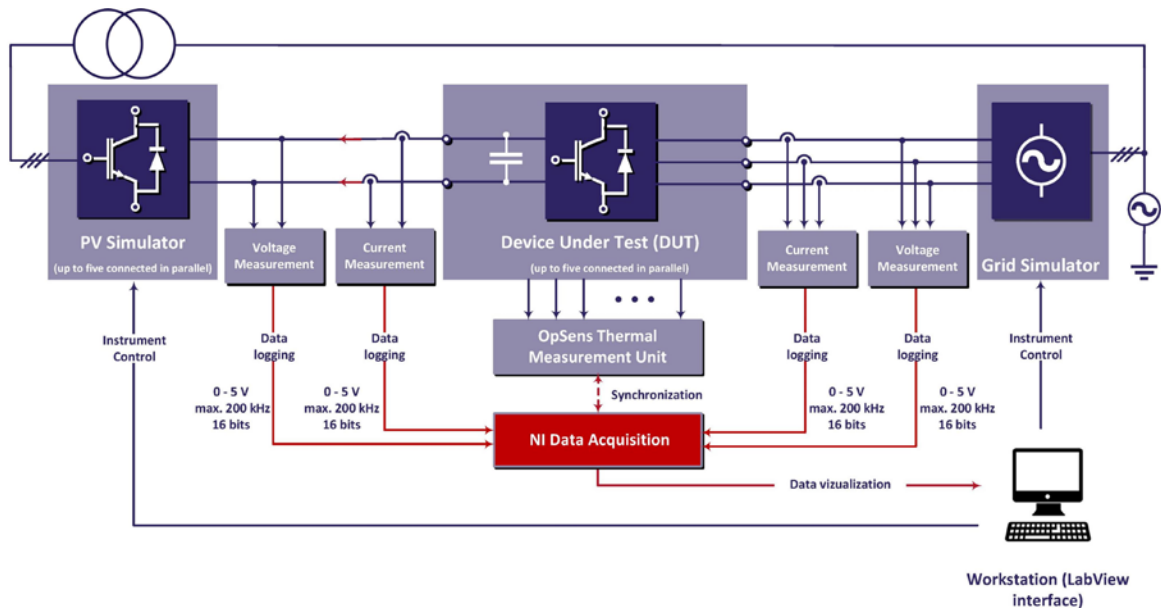 PV Simulator
(up to five connected in parallel)
Voltage
Measurement
Current
Measurement
Device Under Test (DUT)
(up to five connected in parallel)
Current
Measurement
Voltage
Measurement
Grid Simulator
Instrument
Control
Data
logging
Data
logging
OpSens Thermal
Measurement Unit
Data
logging
Data
logging
Instrument
Control
0 - 5 V
max. 200 kHz
16 bits
0 - 5 V
max. 200 kHz
16 bits
Synchronization
0 - 5 V
max. 200 kHz
16 bits
0 - 5 V
max. 200 kHz
16 bits
NI Data Acquisition
Data vizualization
Workstation (LabView
interface)